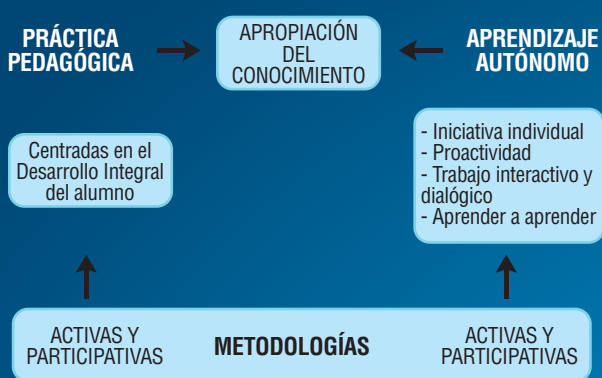 PRÁCTICA
PEDAGÓGICA
APROPIACIÓN
DEL
CONOCIMIENTO
APRENDIZAJE
AUTÓNOMO
Centradas en el
Desarrollo Integral
del alumno
- Iniciativa individual
- Proactividad
- Trabajo interactivo y
dialógico
- Aprender a aprender
ACTIVAS Y
PARTICIPATIVAS
METODOLOGÍAS
ACTIVAS Y
PARTICIPATIVAS